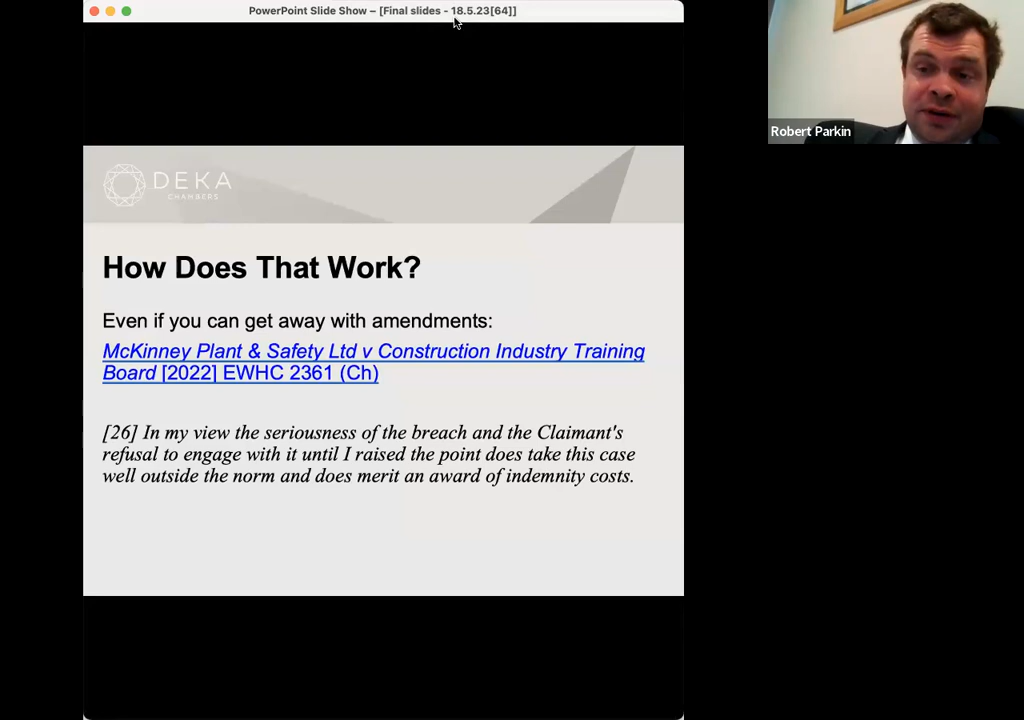 PowerPoint Slide Show – [Final slides - 18.5.23[64]]
Robert Parkin
DEKA
CHAMBERS
How Does That Work?
Even if you can get away with amendments:
McKinney Plant & Safety Ltd v Construction Industry Training
Board [2022] EWHC 2361 (Ch)
[26] In my view the seriousness of the breach and the Claimant's
refusal to engage with it until I raised the point does take this case
well outside the norm and does merit an award of indemnity costs.